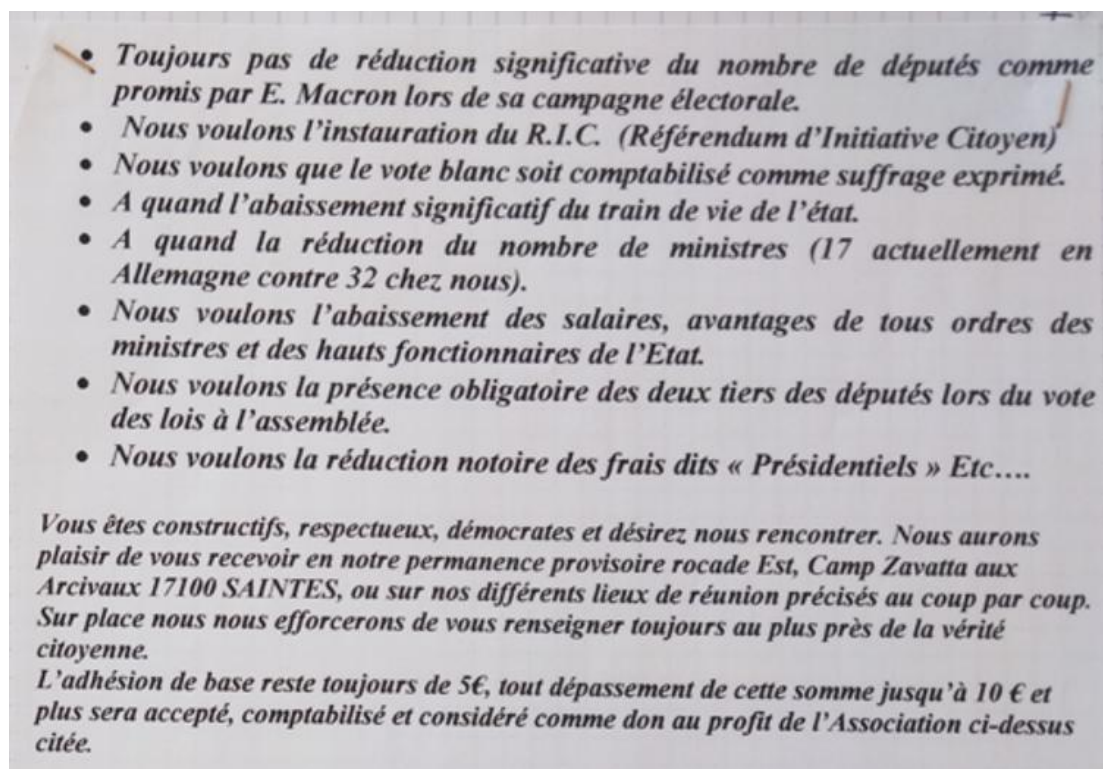 • Toujours pas de réduction significative du nombre de députés comme
promis par E. Macron lors de sa campagne électorale.
• Nous voulons l'instauration du R.I.C. (Référendum d'Initiative Citoyen)
• Nous voulons que le vote blanc soit comptabilisé comme suffrage exprimé.
• A quand l'abaissement significatif du train de vie de l'état.
• A quand la réduction du nombre de ministres (17 actuellement en
Allemagne contre 32 chez nous).
• Nous voulons l'abaissement des salaires, avantages de tous ordres des
ministres et des hauts fonctionnaires de l'Etat.
• Nous voulons la présence obligatoire des deux tiers des députés lors du vote
des lois à l'assemblée.
• Nous voulons la réduction notoire des frais dits « Présidentiels » Etc….
Vous êtes constructifs, respectueux, démocrates et désirez nous rencontrer. Nous aurons
plaisir de vous recevoir en notre permanence provisoire rocade Est, Camp Zavatta aux
Arcivaux 17100 SAINTES, ou sur nos différents lieux de réunion précisés au coup par coup.
Sur place nous nous efforcerons de vous renseigner toujours au plus près de la vérité
citoyenne.
L'adhésion de base reste toujours de 5€, tout dépassement de cette somme jusqu'à 10 € et
plus sera accepté, comptabilisé et considéré comme don au profit de l'Association ci-dessus
citée.